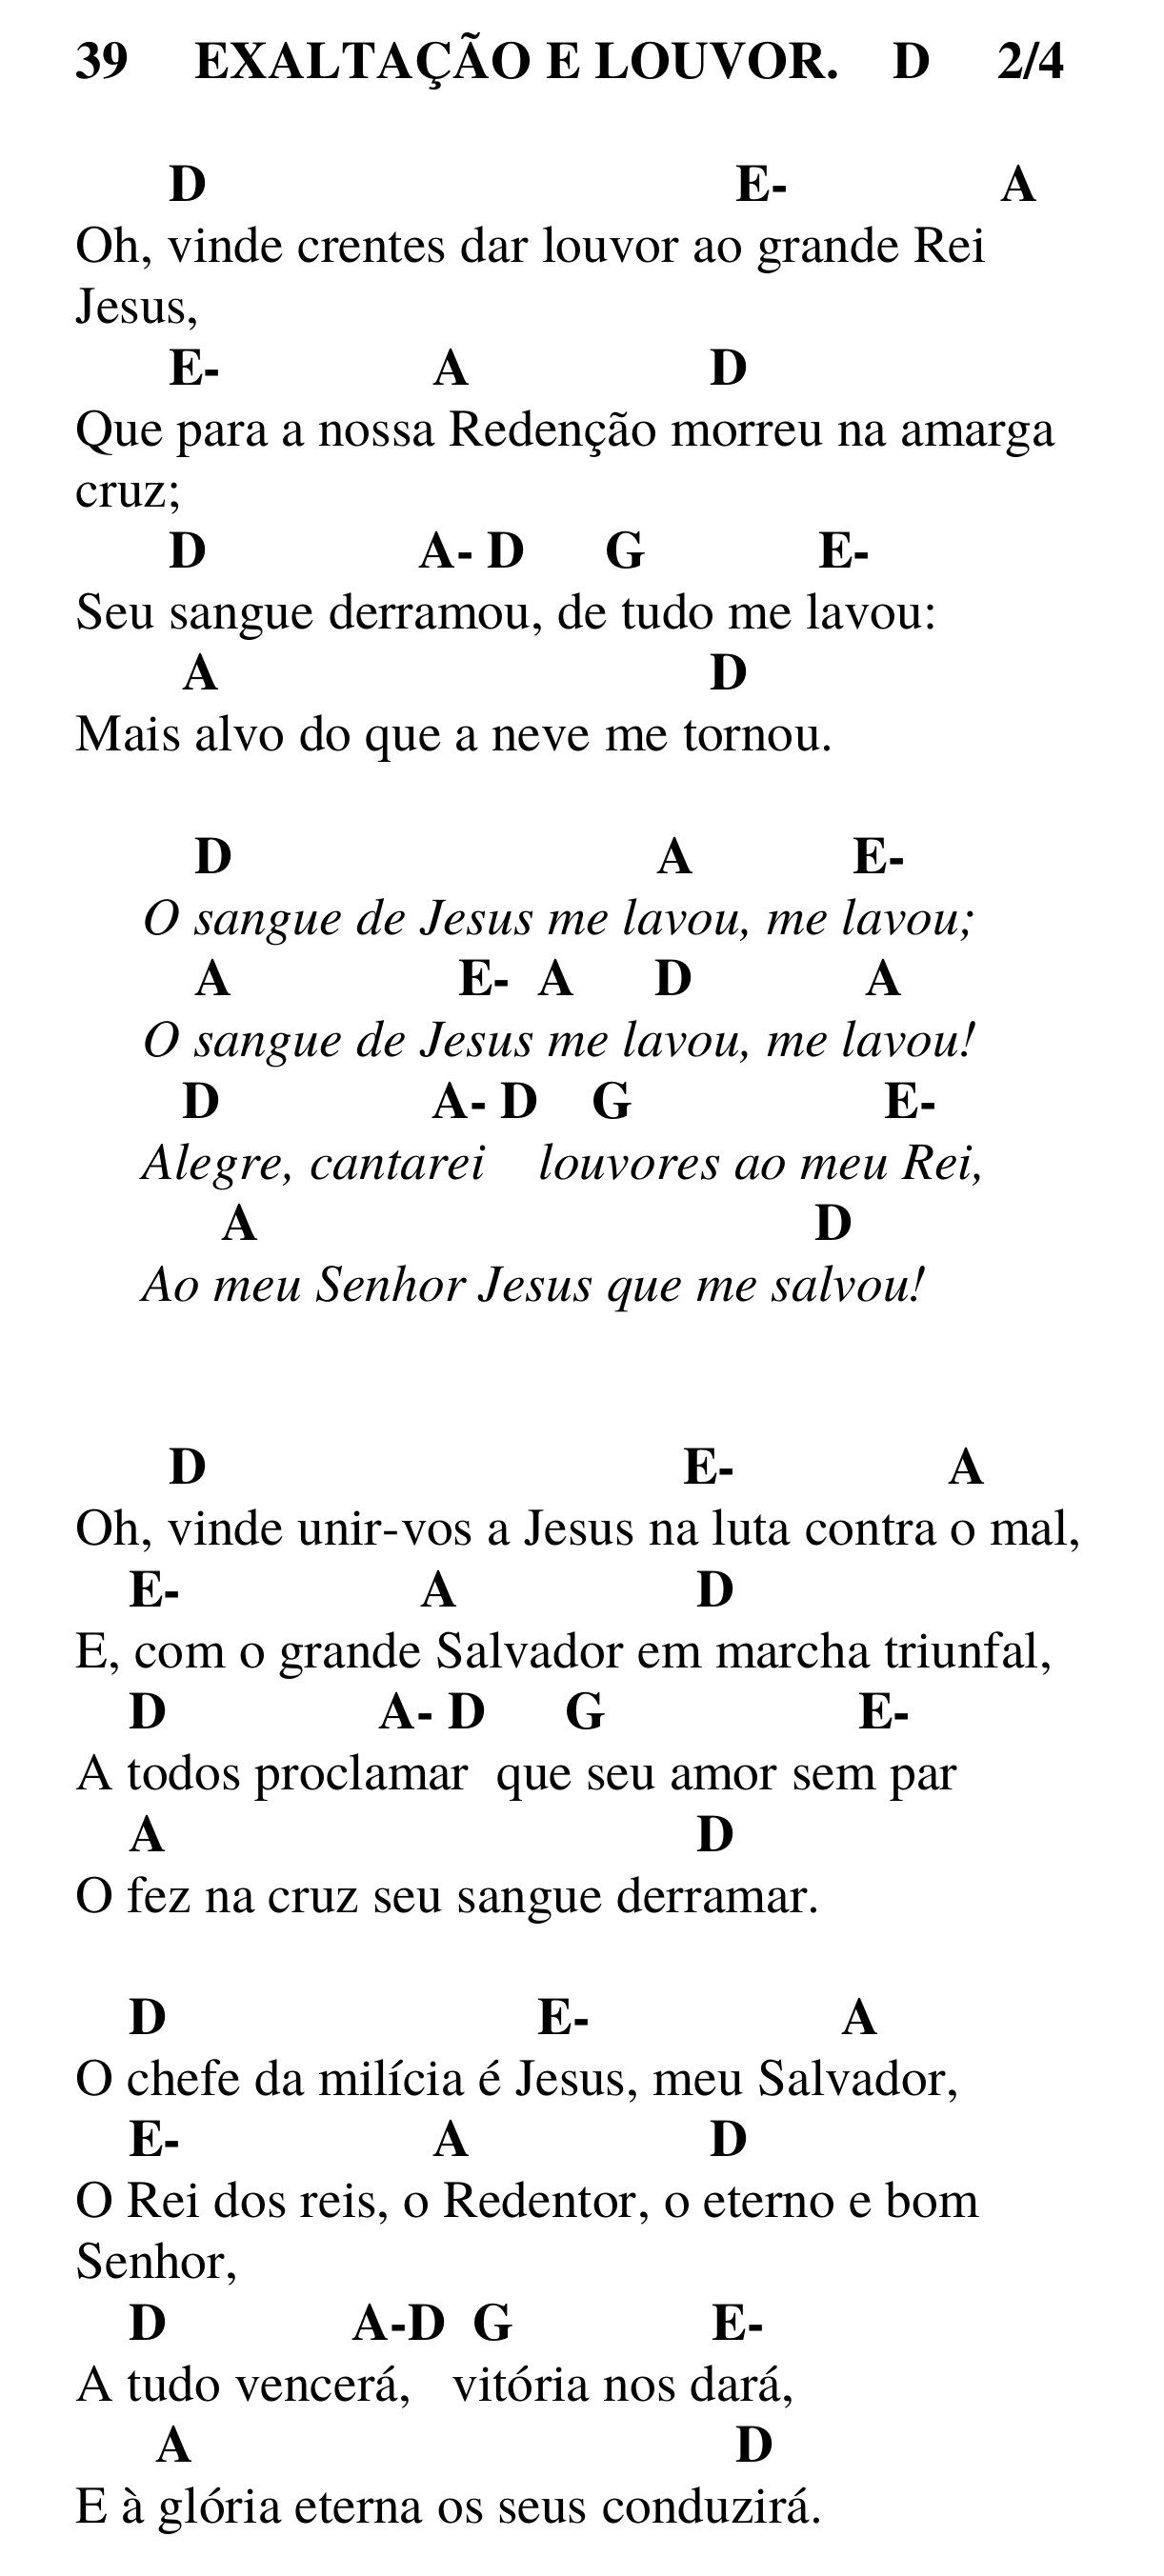 39 EXALTAÇÃO E LOUVOR. D 2/4
D E- A
Oh, vinde crentes dar louvor ao grande Rei
Jesus,
E- A D
Que para a nossa Redenção morreu na amarga
cruz;
D A- D G E-
Seu sangue derramou, de tudo me lavou:
A D
Mais alvo do que a neve me tornou.
D A E-
O sangue de Jesus me lavou, me lavou;
A E- A D A
O sangue de Jesus me lavou, me lavou!
D A- D G E-
Alegre, cantarei louvores ao meu Rei,
A D
Ao meu Senhor Jesus que me salvou!
D E- A
Oh, vinde unir-vos a Jesus na luta contra o mal,
E- A D
E, com o grande Salvador em marcha triunfal,
D A- D G E-
A todos proclamar que seu amor sem par
A D
O fez na cruz seu sangue derramar.
D E- A
O chefe da milícia é Jesus, meu Salvador,
E- A D
O Rei dos reis, o Redentor, o eterno e bom
Senhor,
D A-D G E-
A tudo vencerá, vitória nos dará,
A D
E à glória eterna os seus conduzirá.